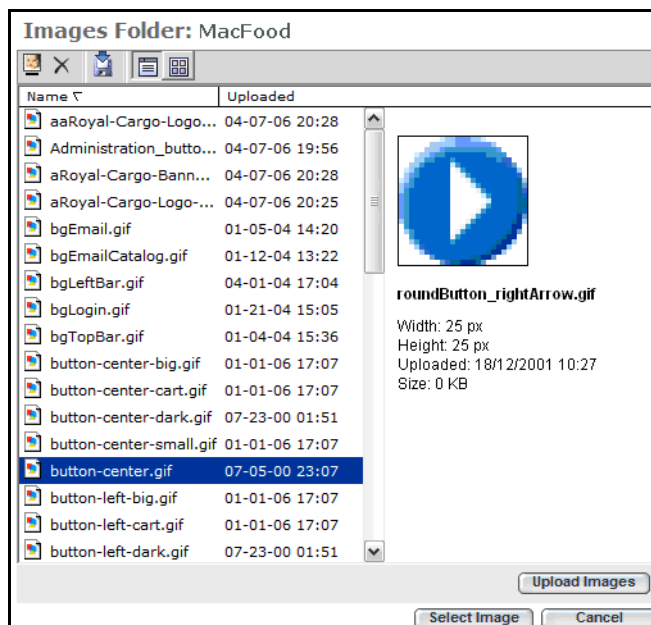 Images Folder: MacFood
Name Uploaded
aaRoyal-Cargo-Logo... 04-07-06 20:28
Administration_butto... 04-07-06 19:56
aRoyal-Cargo-Bann... 04-07-06 20:28
aRoyal-Cargo-Logo-... 04-07-06 20:25
bgEmail.gif 01-05-04 14:20
bgEmailCatalog.gif 01-12-04 13:22
bgLeftBar.gif 04-01-04 17:04
bgLogin.gif 01-21-04 15:05
bgTopBar.gif 01-04-04 15:36
button-center-big.gif 01-01-06 17:07
button-center-cart.gif 01-01-06 17:07
button-center-dark.gif 07-23-00 01:51
button-center-small.gif 01-01-06 17:07
button-center.gif 07-05-00 23:07
button-left-big.gif 01-01-06 17:07
button-left-cart.gif 01-01-06 17:07
button-left-dark.gif 07-23-00 01:51
roundButton_rightArrow.gif
Width: 25 px
Height: 25 px
Uploaded: 18/12/2001 10:27
Size: 0 KB
Upload Images
Select Image Cancel